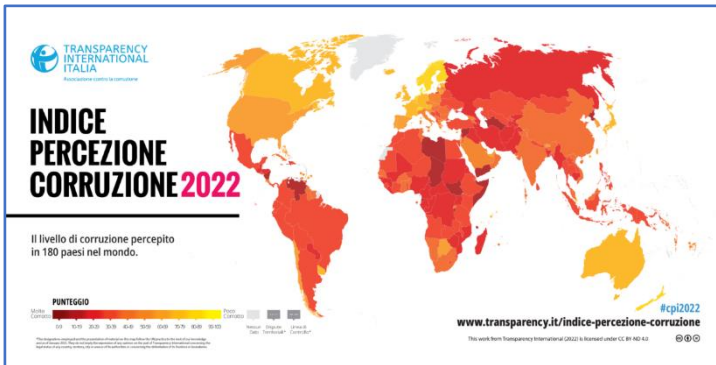 TRANSPARENCY
INTERNATIONAL
ITALIA
Associazione contro la corruzione
INDICE
PERCEZIONE
CORRUZIONE 2022
Il livello di corruzione percepito
in 180 paesi nel mondo.
PUNTEGGIO
Molto
Corrotto
Poco
Corrotto
0-9 10-19 20-29 30-39 40-49 50-59 60-69 70-79 80-89 90-100
#cpi2022
www.transparency.it/indice-percezione-corruzione
This work from Transparency International (2022) is licensed under CC BY-ND 4.0